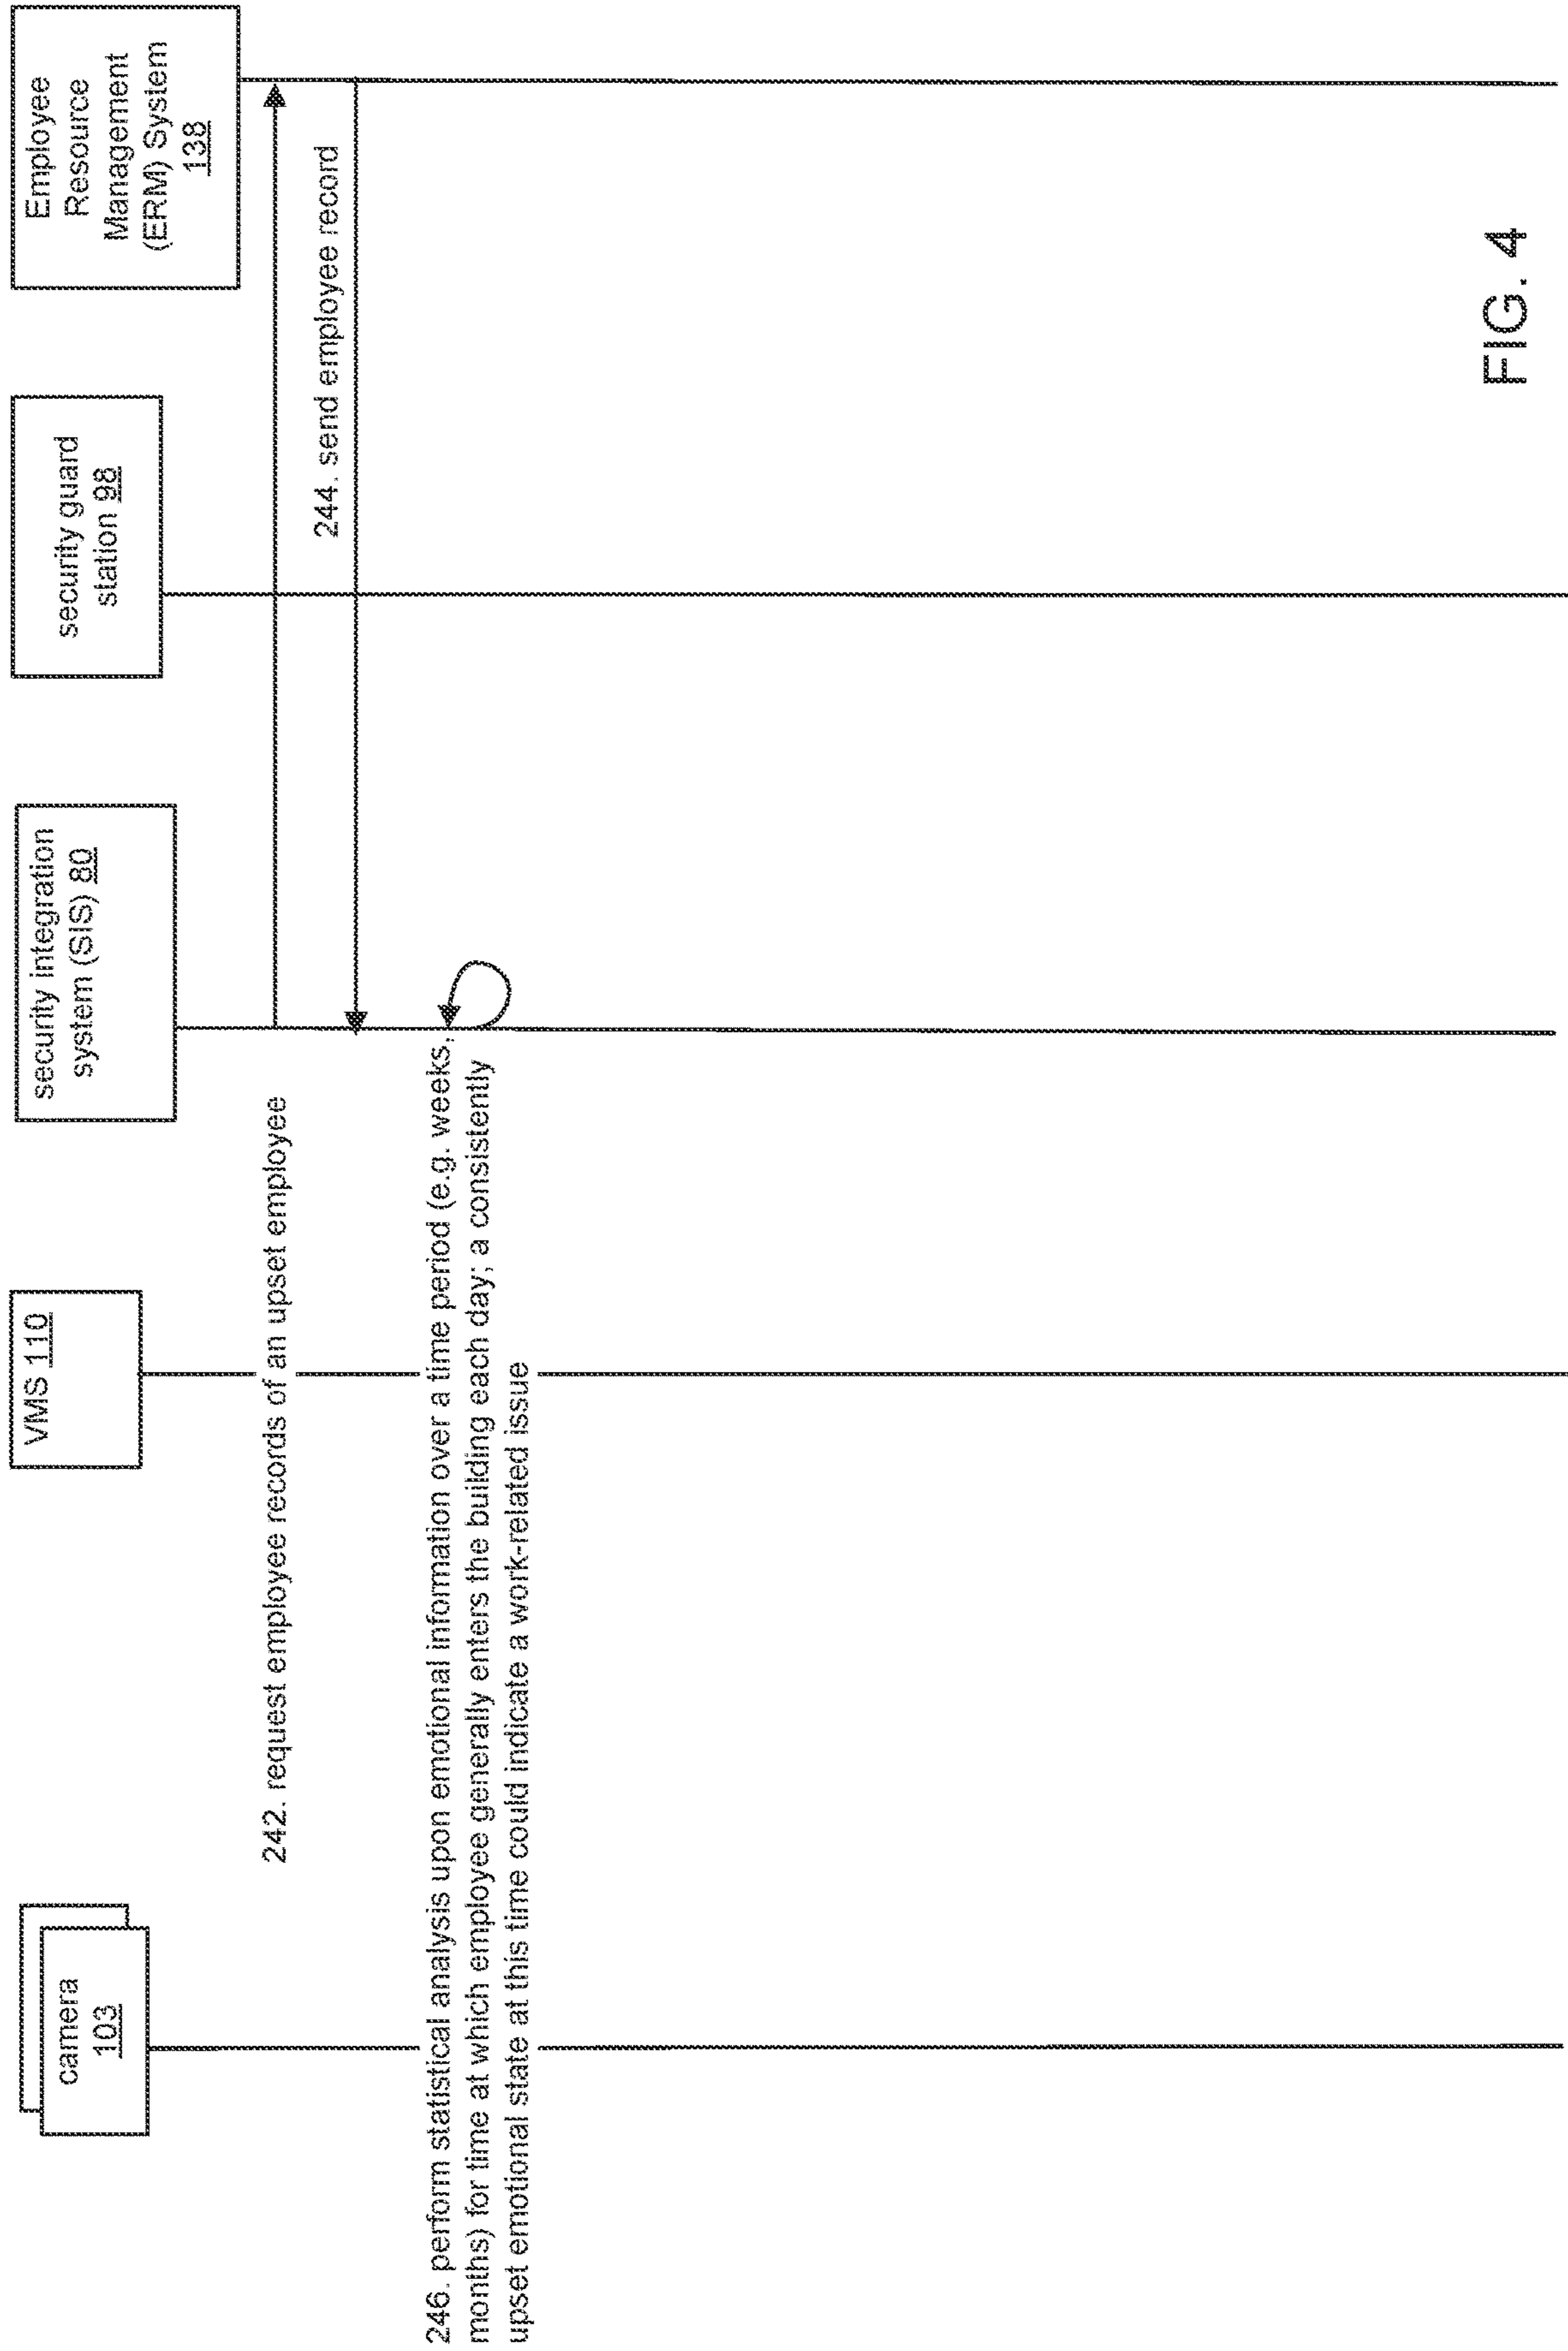 camera
103
VMS 110
security integration
system (SIS) 80
security guard
station 98
Employee
Resource
Management
(ERM) System
138
242. request employee records of an upset employee
244. send employee record
246. perform statistical analysis upon emotional information over a time period (e.g. weeks,
months) for time at which employee generally enters the building each day; a consistently
upset emotional state at this time could indicate a work-related issue
FIG. 4